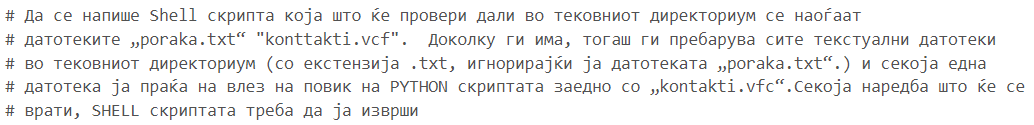 # Да се напише Shell скрипта која што ќе провери дали во тековниот директориум се наоѓаат
# датотеките „poraka.txt“ "konttakti.vcf".  Доколку ги има, тогаш ги пребарува сите текстуални датотеки
# во тековниот директориум (со екстензија .txt, игнорирајќи ја датотеката „poraka.txt“.) и секоја една
# датотека ја праќа на влез на повик на PYTHON скриптата заедно со „kontakti.vfc“.Секоја наредба што ќе се
# врати, SHELL скриптата треба да ја изврши